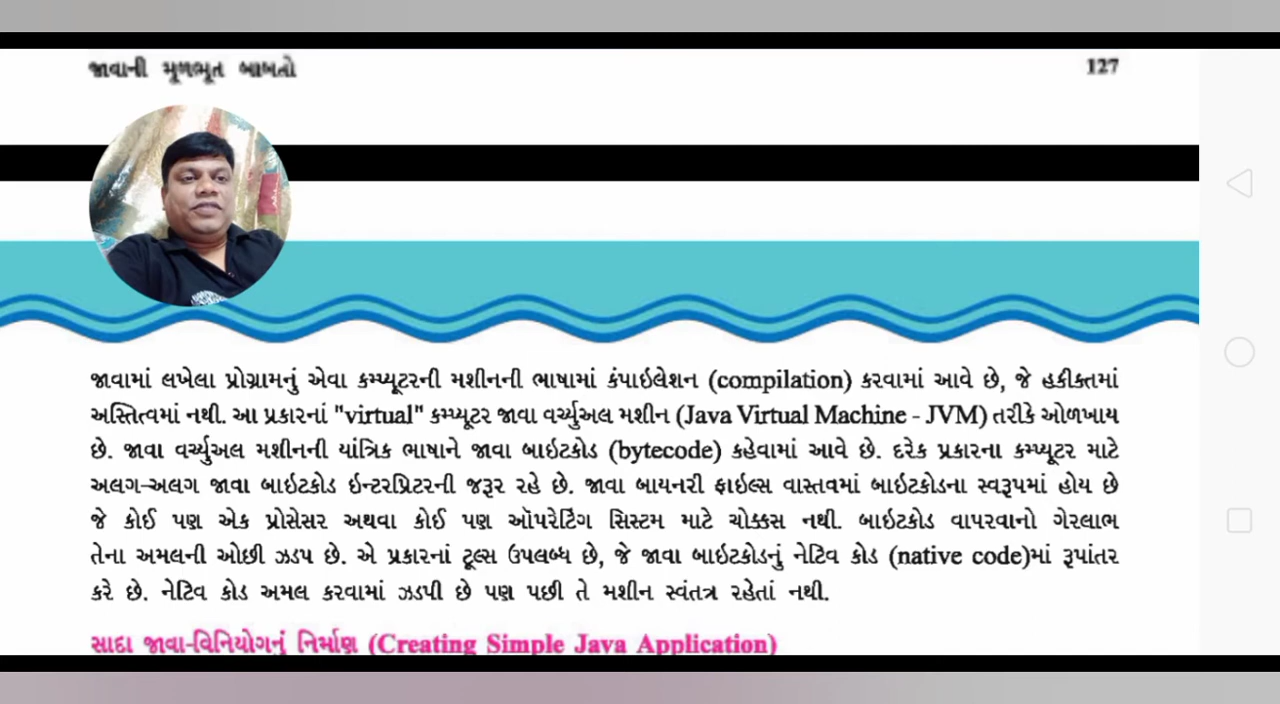 જાવાની મૂળભૂત બાબતો
127
જાવામાં લખેલા પ્રોગ્રામનું એવા કમ્પ્યૂટરની મશીનની ભાષામાં કંપાઇલેશન (compilation) કરવામાં આવે છે, જે હકીકતમાં
અસ્તિત્વમાં નથી. આ પ્રકારનાં "virtual" કમ્પ્યૂટર જાવા વર્ચ્યુઅલ મશીન (Java Virtual Machine - JVM) તરીકે ઓળખાય
છે. જાવા વર્ચ્યુઅલ મશીનની યાંત્રિક ભાષાને જાવા બાઇટકોડ (bytecode) કહેવામાં આવે છે. દરેક પ્રકારના કમ્પ્યૂટર માટે
અલગ-અલગ જાવા બાઇટકોડ ઇન્ટરપ્રિટરની જરૂર રહે છે. જાવા બાયનરી ફાઇલ્સ વાસ્તવમાં બાઇટકોડના સ્વરૂપમાં હોય છે
જે કોઈ પણ એક પ્રોસેસર અથવા કોઈ પણ ઑપરેટિંગ સિસ્ટમ માટે ચોક્કસ નથી. બાઇટકોડ વાપરવાનો ગેરલાભ
તેના અમલની ઓછી ઝડપ છે. એ પ્રકારનાં ટૂલ્સ ઉપલબ્ધ છે, જે જાવા બાઇટકોડનું નેટિવ કોડ (native code)માં રૂપાંતર
કરે છે. નેટિવ કોડ અમલ કરવામાં ઝડપી છે પણ પછી તે મશીન સ્વંતત્ર રહેતાં નથી.
સાદા જાવા-વિનિયોગનું નિર્માણ (Creating Simple Java Application)